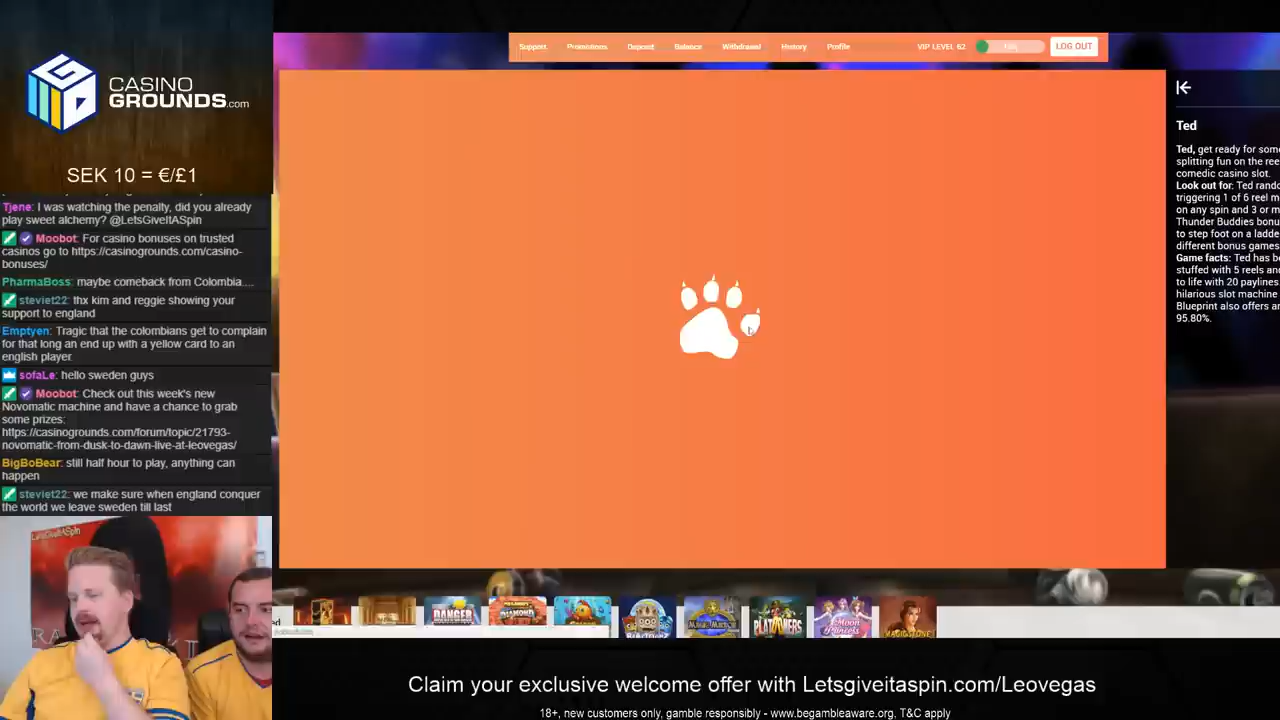 CASINO
GROUNDS.com
SEK 10 = €/£1
Tjene: I was watching the penalty, did you already
play sweet alchemy? @LetsGiveItASpin
Moobot: For casino bonuses on trusted
casinos go to https://casinogrounds.com/casino-
bonuses/
PharmaBoss: maybe comeback from Colombia....
steviet22: thx kim and reggie showing your
support to england
Emptyen: Tragic that the colombians get to complain
for that long an end up with a yellow card to an
english player
sofaLe: hello sweden guys
Moobot: Check out this week's new
Novomatic machine and have a chance to grab
some prizes:
https://casinogrounds.com/forum/topic/21793-
novomatic-from-dusk-to-dawn-live-at-leovegas/
BigBoBear: still half hour to play, anything can
happen
steviet22: we make sure when england conquer
the world we leave sweden till last
LetsGiveItASpin
Support Promotions Deposit Balance Withdrawal History Profile VIP LEVEL 62 LOG OUT
Ted
Ted, get ready for some
splitting fun on the ree
comedic casino slot.
Look out for: Ted rando
triggering 1 of 6 reel m
on any spin and 3 or m
Thunder Buddies bonu
to step foot on a ladde
different bonus games
Game facts: Ted has be
stuffed with 5 reels and
to life with 20 paylines.
hilarious slot machine
Blueprint also offers an
95.80%.
DANGER
DIAMOND
PLATOONERS
Moon
Princess
Claim your exclusive welcome offer with Letsgiveitaspin.com/Leovegas
18+, new customers only, gamble responsibly - www.begambleaware.org, T&C apply